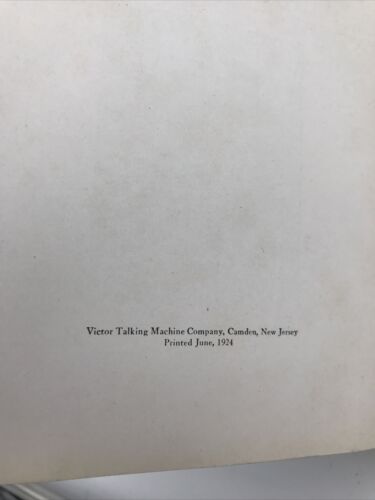 Victor Talking Machine Company, Camden, New Jersey
Printed June, 1924